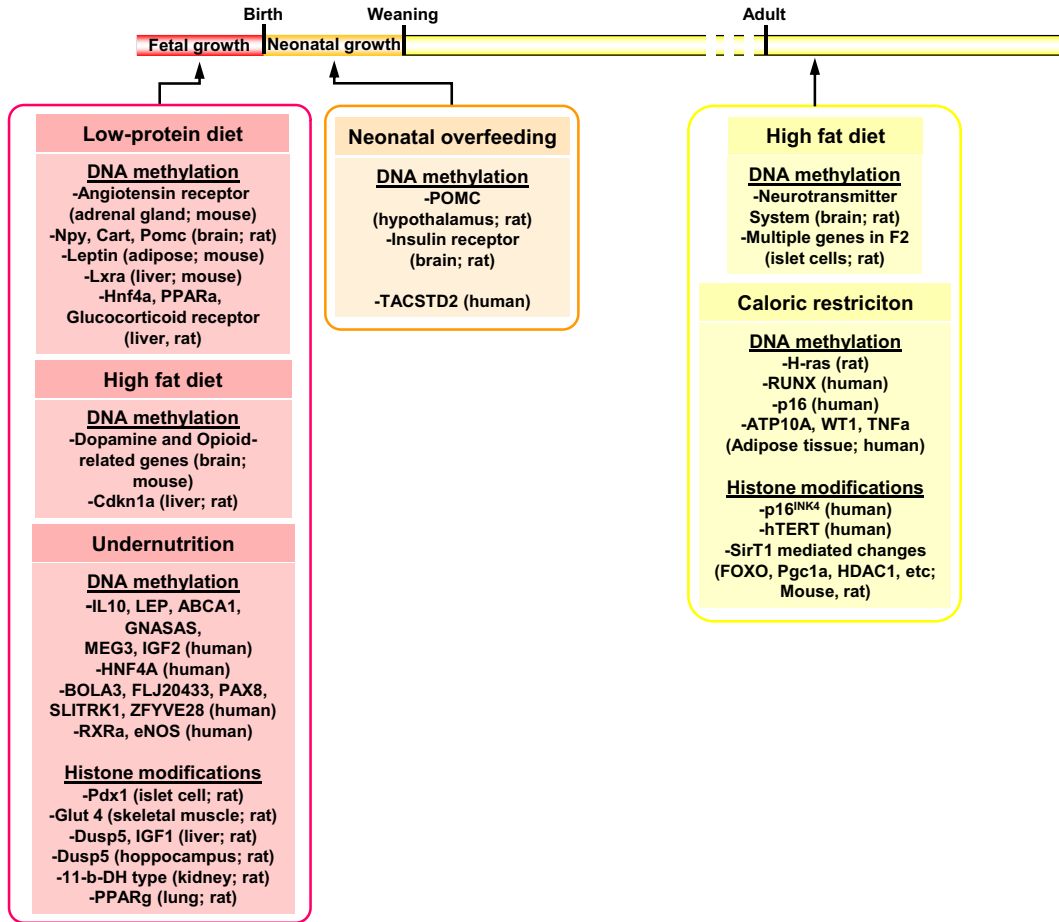 Birth
Weaning
Adult
Fetal growth
Neonatal growth
Low-protein diet
DNA methylation
-Angiotensin receptor
(adrenal gland; mouse)
-Npy, Cart, Pomc (brain; rat)
-Leptin (adipose; mouse)
-Lxra (liver; mouse)
-Hnf4a, PPARa,
Glucocorticoid receptor
(liver, rat)
High fat diet
DNA methylation
-Dopamine and Opioid-
related genes (brain;
mouse)
-Cdkn1a (liver; rat)
Undernutrition
DNA methylation
-IL10, LEP, ABCA1,
GNASAS,
MEG3, IGF2 (human)
-HNF4A (human)
-BOLA3, FLJ20433, PAX8,
SLITRK1, ZFYVE28 (human)
-RXRa, eNOS (human)
Histone modifications
-Pdx1 (islet cell; rat)
-Glut 4 (skeletal muscle; rat)
-Dusp5, IGF1 (liver; rat)
-Dusp5 (hoppocampus; rat)
-11-b-DH type (kidney; rat)
-PPARg (lung; rat)
Neonatal overfeeding
DNA methylation
-POMC
(hypothalamus; rat)
-Insulin receptor
(brain; rat)
-TACSTD2 (human)
High fat diet
DNA methylation
-Neurotransmitter
System (brain; rat)
-Multiple genes in F2
(islet cells; rat)
Caloric restriciton
DNA methylation
-H-ras (rat)
-RUNX (human)
-p16 (human)
-ATP10A, WT1, TNFa
(Adipose tissue; human)
Histone modifications
-p16INK4 (human)
-hTERT (human)
-SirT1 mediated changes
(FOXO, Pgc1a, HDAC1, etc;
Mouse, rat)